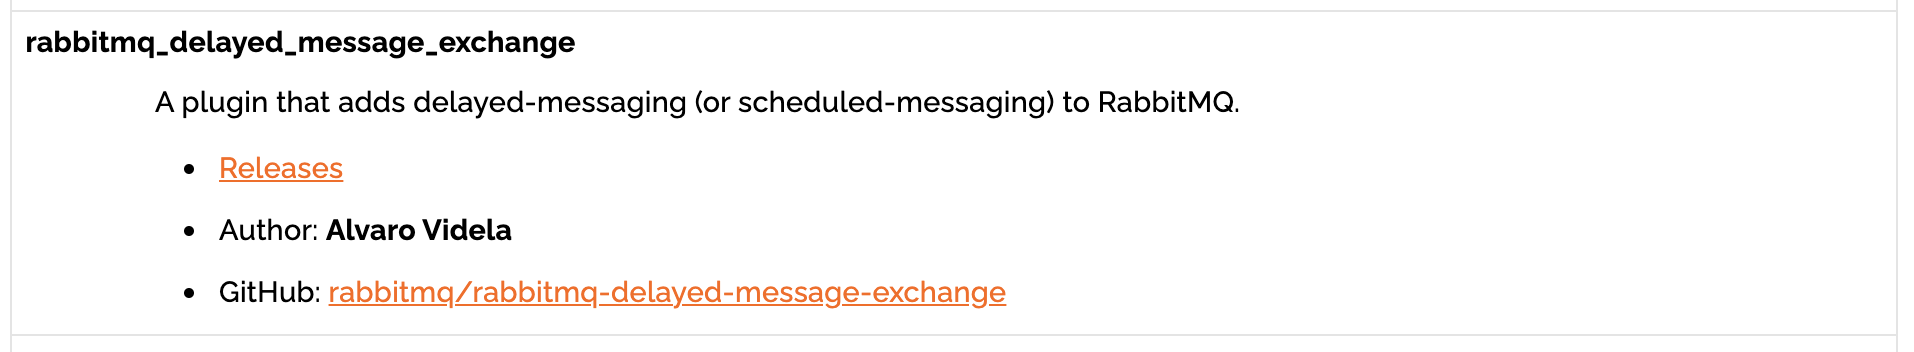 rabbitmq_delayed_message_exchange
A plugin that adds delayed-messaging (or scheduled-messaging) to RabbitMQ.
• Releases
• Author: Alvaro Videla
• GitHub: rabbitmq/rabbitmq-delayed-message-exchange